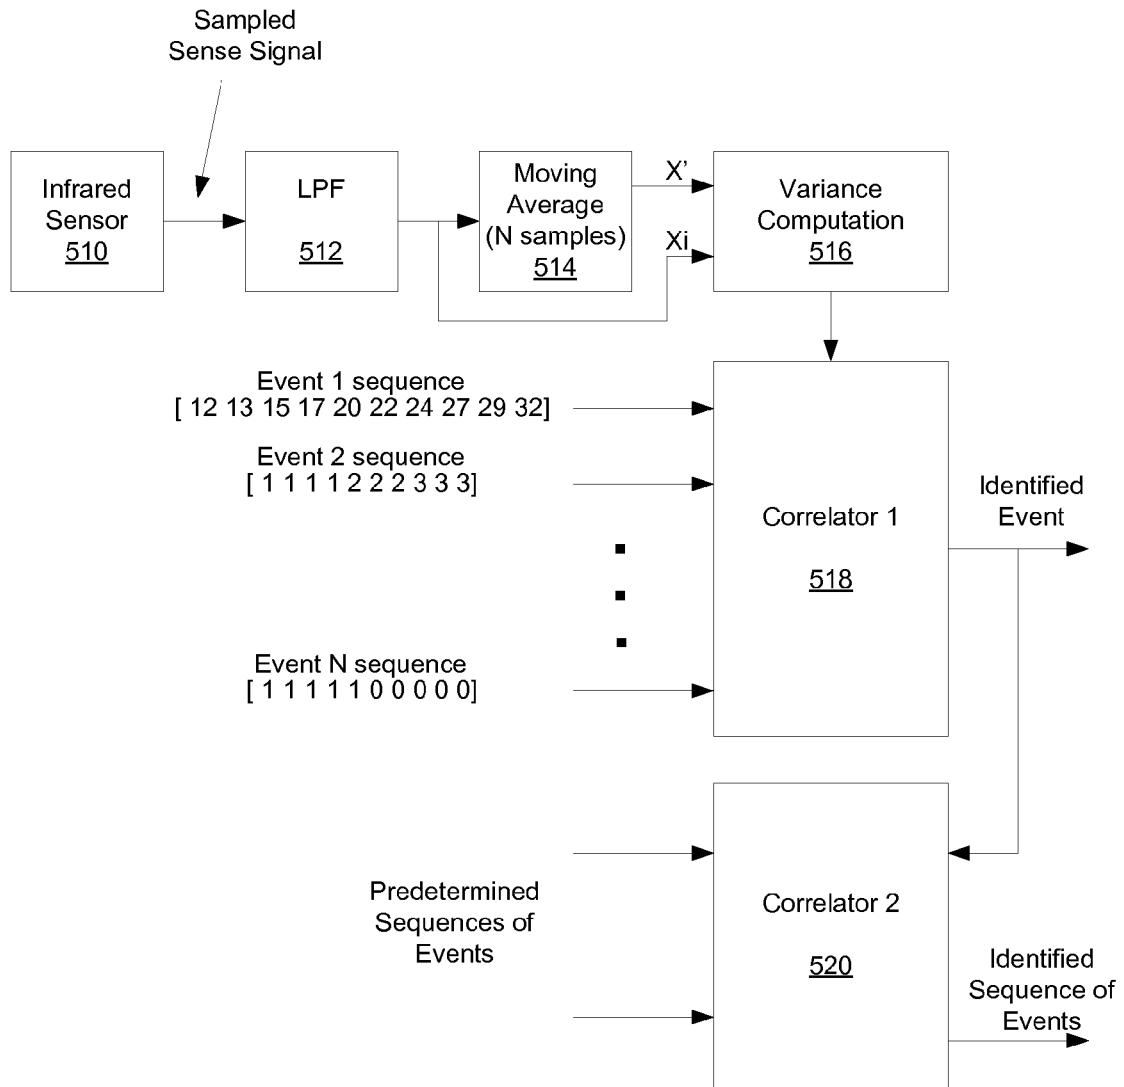 Sampled
Sense Signal
Infrared
Sensor
510
LPF
512
Moving
Average
(N samples)
514
X’
Xi
Variance
Computation
516
Event 1 sequence
[ 12 13 15 17 20 22 24 27 29 32]
Event 2 sequence
[ 1 1 1 1 2 2 2 3 3 3]
Event N sequence
[ 1 1 1 1 1 0 0 0 0 0]
Correlator 1
518
Identified
Event
Predetermined
Sequences of
Events
Correlator 2
520
Identified
Sequence of
Events